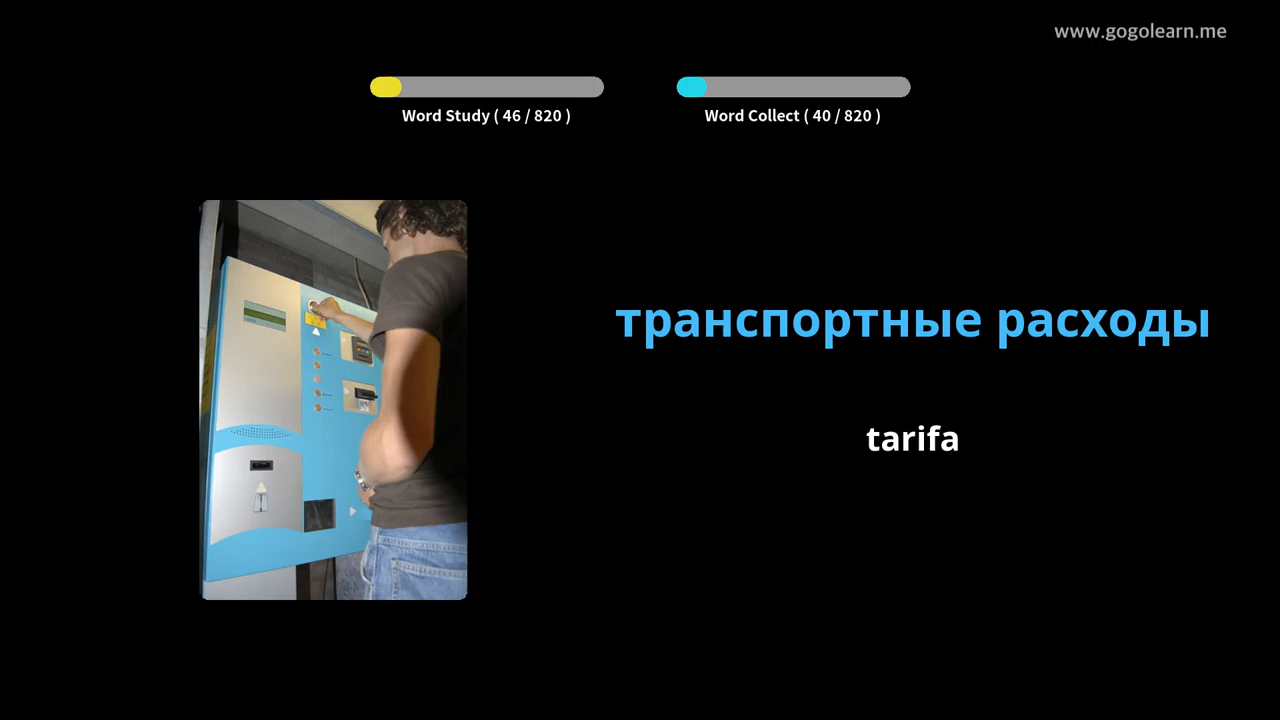 www.gogolearn.me
Word Study ( 46 / 820 )
Word Collect ( 40 / 820 )
транспортные расходы
tarifa